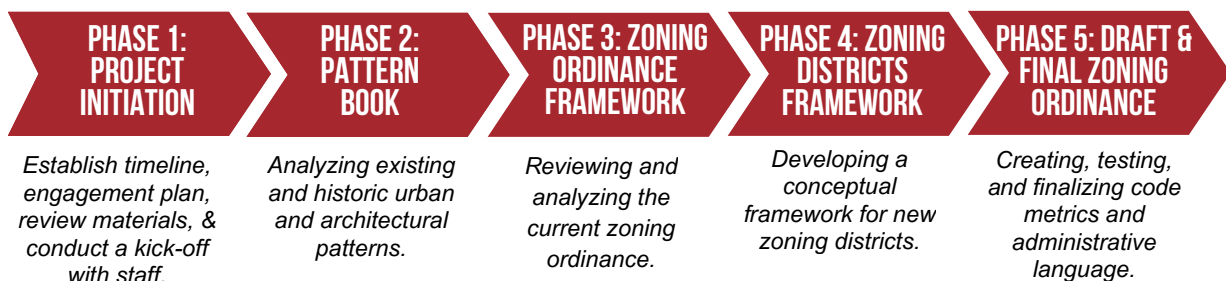 PHASE 1:
PROJECT
INITIATION
Establish timeline,
engagement plan,
review materials, &
conduct a kick-off
with staff.
PHASE 2:
PATTERN
BOOK
Analyzing existing
and historic urban
and architectural
patterns.
PHASE 3: ZONING
ORDINANCE
FRAMEWORK
Reviewing and
analyzing the
current zoning
ordinance.
PHASE 4: ZONING
DISTRICTS
FRAMEWORK
Developing a
conceptual
framework for new
zoning districts.
PHASE 5: DRAFT &
FINAL ZONING
ORDINANCE
Creating, testing,
and finalizing code
metrics and
administrative
language.